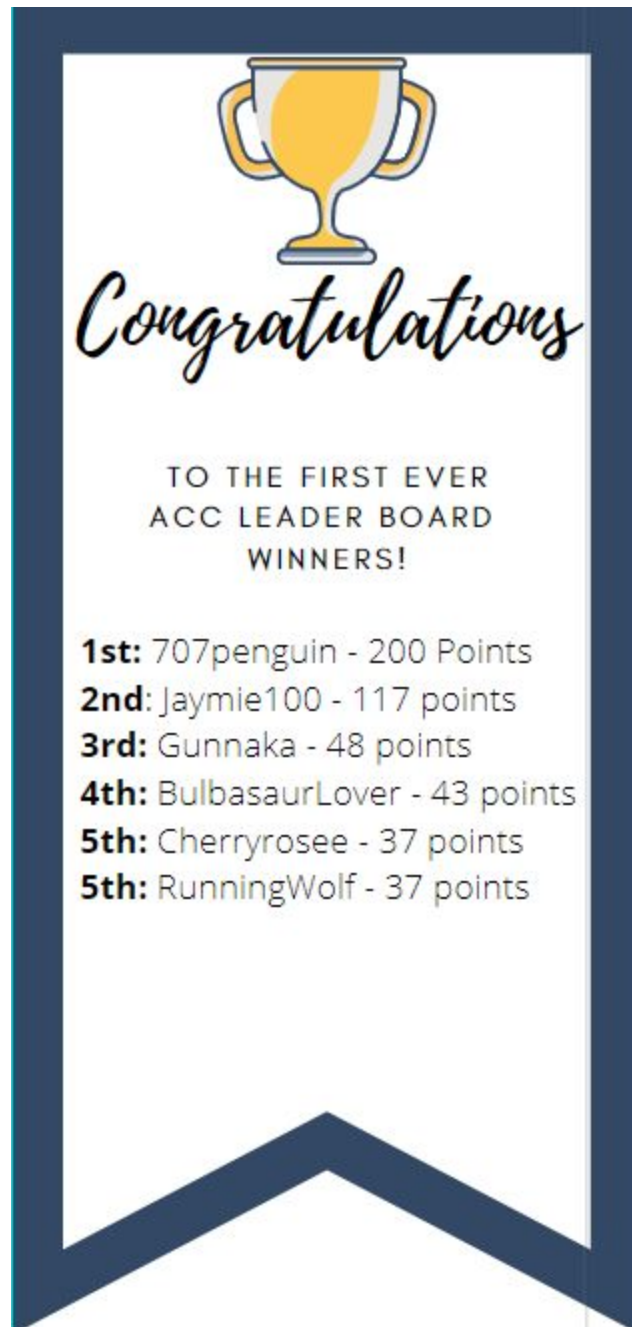 Congratulations
TO THE FIRST EVER
ACC LEADER BOARD
WINNERS!
1st: 707penguin - 200 Points
2nd: Jaymie100 - 117 points
3rd: Gunnaka - 48 points
4th: BulbasaurLover - 43 points
5th: Cherryrosee - 37 points
5th: RunningWolf - 37 points